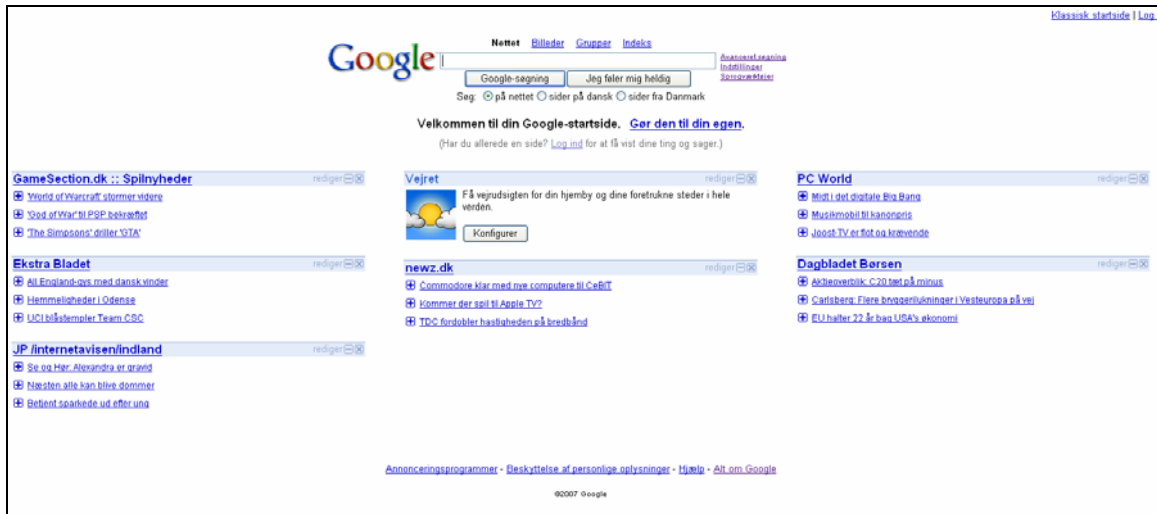 Klassisk startside | Log
Nettet Billeder Grupper Indeks
Google
Avanceret søgning
Indstillinger
Sprogværktøjer
Google-søgning Jeg føler mig heldig
Søg: på nettet sider på dansk sider fra Danmark
Velkommen til din Google-startside. Gør den til din egen.
(Har du allerede en side? Log ind for at få vist dine ting og sager.)
GameSection.dk :: Spilnyheder rediger
'World of Warcraft' stormer videre
'God of War' til PSP bekræftet
'The Simpsons' driller 'GTA'
Ekstra Bladet rediger
All England-gys med dansk vinder
Hemmeligheder i Odense
UCI blåstempler Team CSC
JP /internetavisen/indland rediger
Se og Hør: Alexandra er gravid
Næsten alle kan blive dommer
Betjent sparkede ud efter ung
Vejret rediger
Få vejrudsigten for din hjemby og dine foretrukne steder i hele
verden.
Konfigurer
newz.dk rediger
Commodore klar med nye computere til CeBIT
Kommer der spil til Apple TV?
TDC fordobler hastigheden på bredbånd
PC World rediger
Midt i det digitale Big Bang
Musikmobil til kanonpris
Joost-TV er flot og krævende
Dagbladet Børsen rediger
Aktieoverblik: C20 tæt på minus
Carlsberg: Flere bryggerilukninger i Vesteuropa på vej
EU halter 22 år bag USA's økonomi
Annonceringsprogrammer - Beskyttelse af personlige oplysninger - Hjælp - Alt om Google
©2007 Google